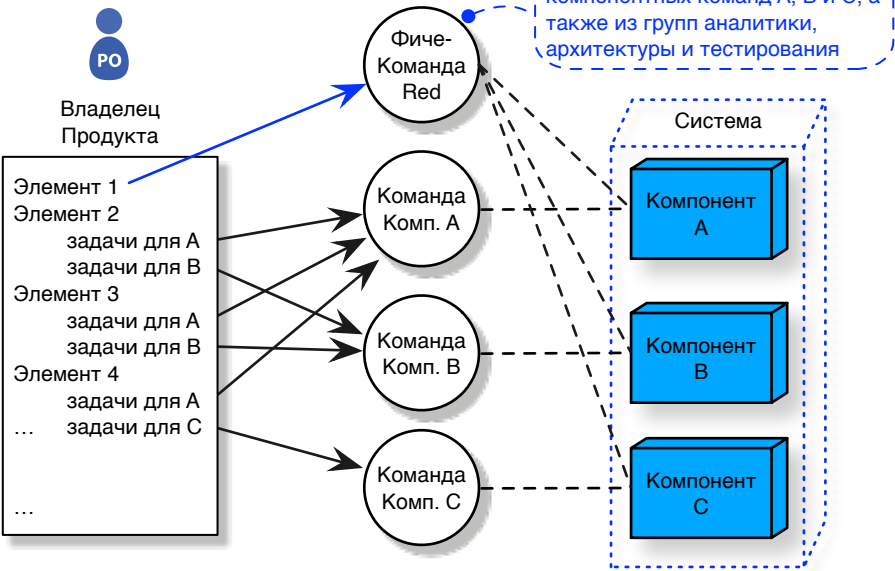 компонентных команд A, B и C, а
также из групп аналитики,
архитектуры и тестирования
PO
Владелец
Продукта
Элемент 1
Элемент 2
задачи для A
задачи для B
Элемент 3
задачи для A
задачи для B
Элемент 4
задачи для A
… задачи для C
…
Фиче-
Команда
Red
Команда
Комп. A
Команда
Комп. B
Команда
Комп. C
Система
Компонент
A
Компонент
B
Компонент
C